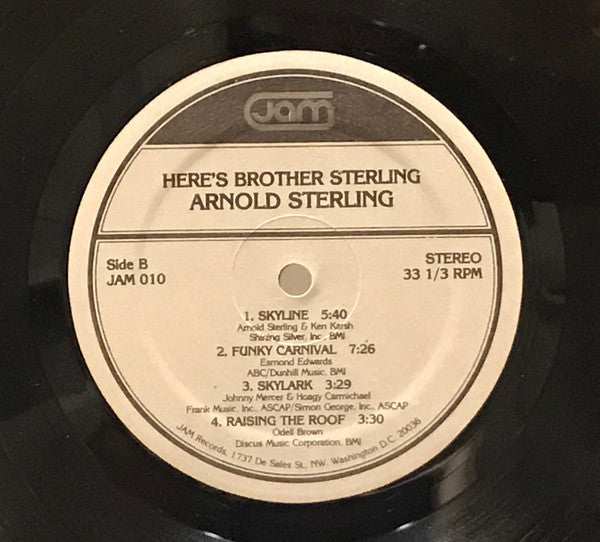 Jam
HERE'S BROTHER STERLING
ARNOLD STERLING
Side B
JAM 010
STEREO
33 1/3 RPM
1. SKYLINE 5:40
Arnold Sterling & Ken Karsh
Shining Silver, Inc., BMI
2. FUNKY CARNIVAL 7:26
Esmond Edwards
ABC/Dunhill Music, BMI
3. SKYLARK 3:29
Johnny Mercer & Hoagy Carmichael
Frank Music, Inc., ASCAP/Simon George, Inc., ASCAP
4. RAISING THE ROOF 3:30
Odell Brown
Discus Music Corporation, BMI
JAM Records, 1737 De Sales St., NW. Washington D.C. 20036